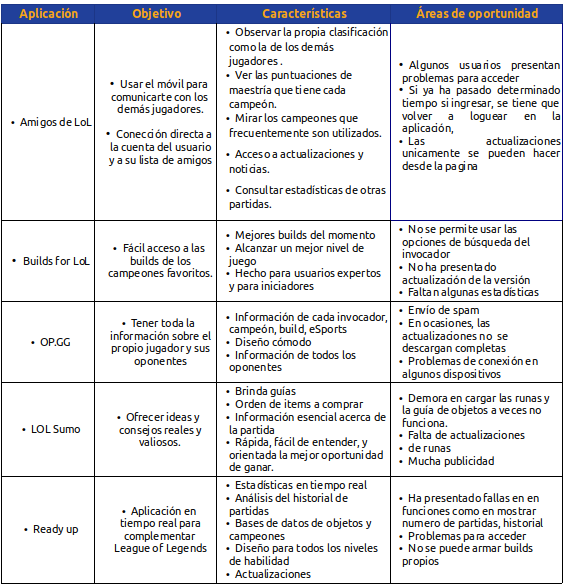 Aplicación Objetivo Características Áreas de oportunidad
• Amigos de LoL
• Usar el móvil para
comunicarte con los
demás jugadores.
• Conección directa a
la cuenta del usuario
y a su lista de amigos
• Observar la propia clasificación
como la de los demás
jugadores .
• Ver las puntuaciones de
maestría que tiene cada
campeón.
• Mirar los campeones que
frecuentemente son utilizados.
• Acceso a actualizaciones y
noticias.
• Consultar estadísticas de otras
partidas.
• Algunos usuarios presentan
problemas para acceder
• Si ya ha pasado determinado
tiempo si ingresar, se tiene que
volver a loguear en la
aplicación,
• Las actualizaciones
unicamente se pueden hacer
desde la pagina
• Builds for LoL
• Fácil acceso a las
builds de los
campeones favoritos.
• Mejores builds del momento
• Alcanzar un mejor nivel de
juego
• Hecho para usuarios expertos
y para iniciadores
• No se permite usar las
opciones de búsqueda del
invocador
• No ha presentado
actualización de la versión
• Faltan algunas estadísticas
• OP.GG
• Tener toda la
información sobre el
propio jugador y sus
oponentes
• Información de cada invocador,
campeón, build, eSports
• Diseño cómodo
• Información de todos los
oponentes
• Envío de spam
• En ocasiones, las
actualizaciones no se
descargan completas
• Problemas de conexión en
algunos dispositivos
• LOL Sumo
• Ofrecer ideas y
consejos reales y
valiosos.
• Brinda guías
• Orden de items a comprar
• Información esencial acerca de
la partida
• Rápida, fácil de entender, y
orientada la mejor oportunidad
de ganar.
• Demora en cargar las runas y
la guía de objetos a veces no
funciona.
• Falta de actualizaciones
• de runas
• Mucha publicidad
• Ready up
• Aplicación en
tiempo real para
complementar
League of Legends
• Estadísticas en tiempo real
• Análisis del historial de
partidas
• Bases de datos de objetos y
campeones
• Diseño para todos los niveles
de habilidad
• Actualizaciones
• Ha presentado fallas en en
funciones como en mostrar
numero de partidas, historial
• Problemas para acceder
• No se puede armar builds
propios